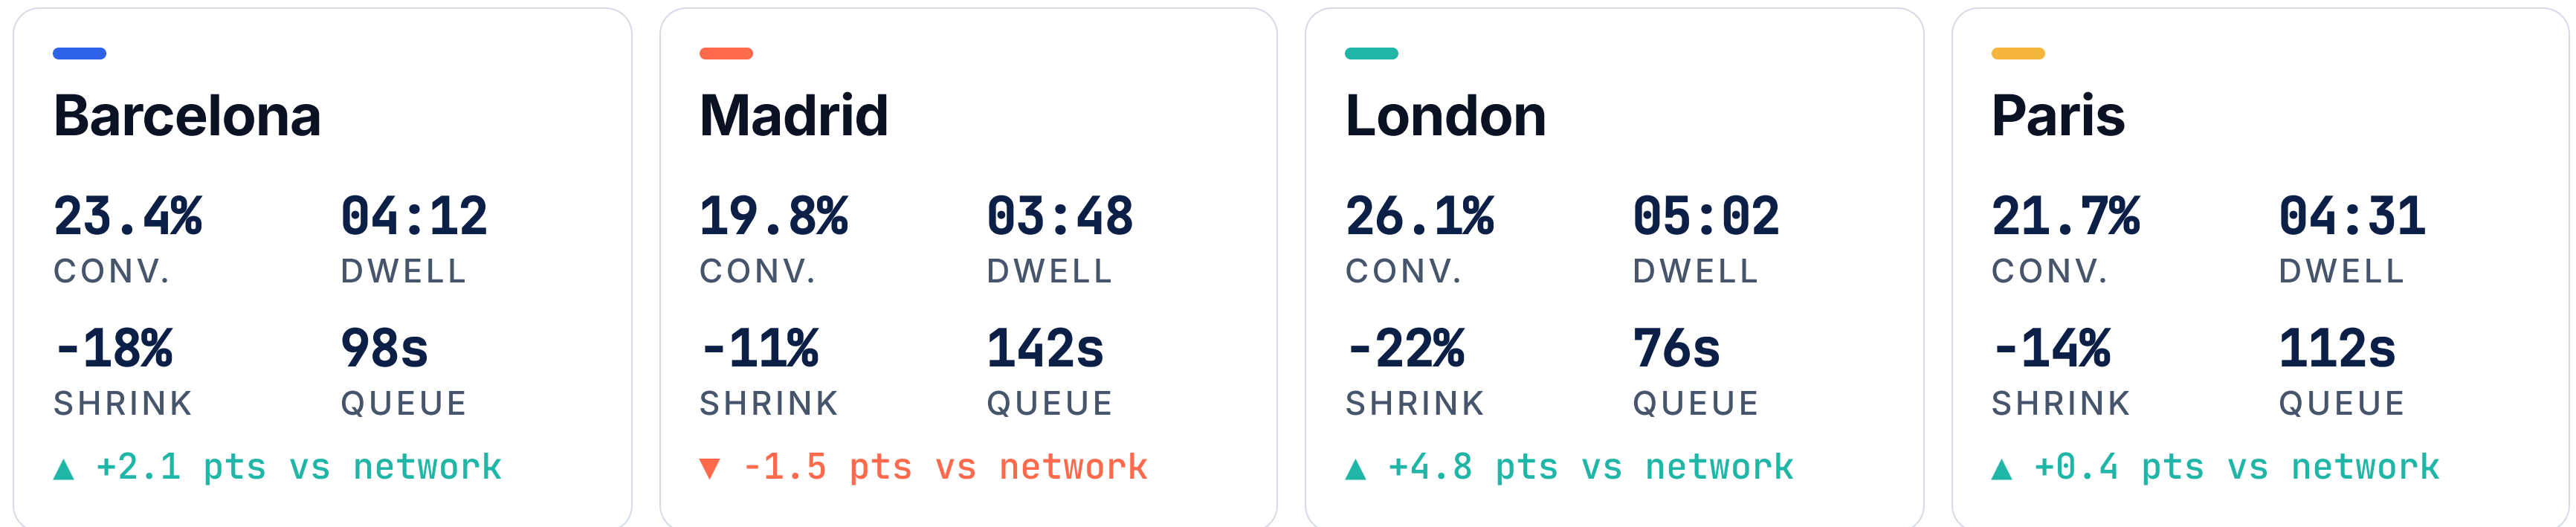 Barcelona
23.4% 04:12
CONV. DWELL
-18% 98s
SHRINK QUEUE
▲ +2.1 pts vs network
Madrid
19.8% 03:48
CONV. DWELL
-11% 142s
SHRINK QUEUE
▼ -1.5 pts vs network
London
26.1% 05:02
CONV. DWELL
-22% 76s
SHRINK QUEUE
▲ +4.8 pts vs network
Paris
21.7% 04:31
CONV. DWELL
-14% 112s
SHRINK QUEUE
▲ +0.4 pts vs network